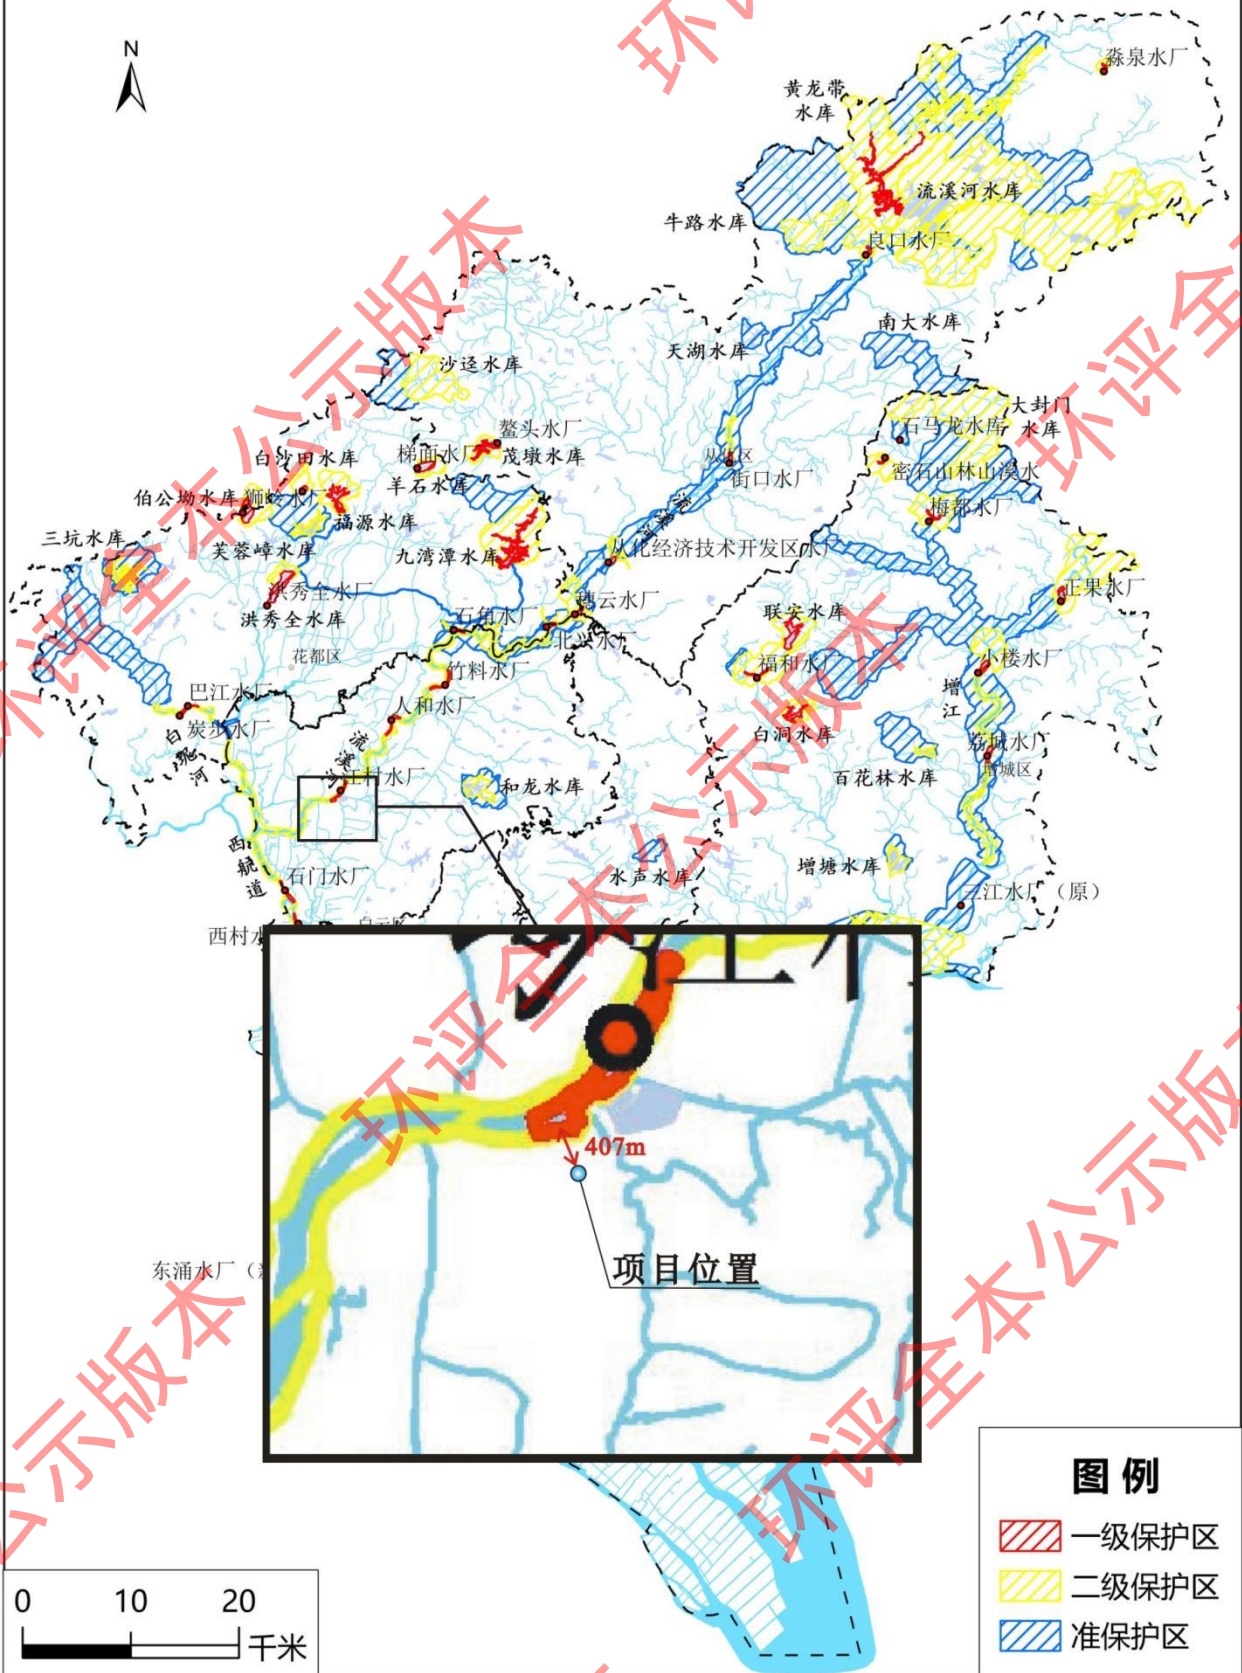 N
淼泉水厂
黄龙带
水库
流溪河水库
牛路水库
良口水厂
南大水库
天湖水库
沙迳水库
大封门
水库
石马龙水库
鳌头水厂
梯面水厂
茂墩水库
白沙田水库
羊石水库
街口水厂
密石山林山溪水
梅都水厂
伯公坳水库
狮岭水厂
福源水库
流溪河
三坑水库
芙蓉嶂水库
九湾潭水库
从化经济技术开发区水厂
洪秀全水厂
洪秀全水库
穗云水厂
联安水库
正果水厂
石角水厂
北兴水厂
花都区
竹料水厂
福和水厂
小楼水厂
巴江水厂
炭步水厂
人和水厂
增江
白洞水库
荔城水厂
增城区
白坭河
流溪河
江村水厂
和龙水库
百花林水库
西航道
石门水厂
水声水库
增塘水库
三江水厂（原）
白云区
西村水
407m
项目位置
东涌水厂（
图例
一级保护区
二级保护区
准保护区
0 10 20
千米
环评全本公示版本
环评全本公示版本
环评全本公示版本
环评全本公示版本